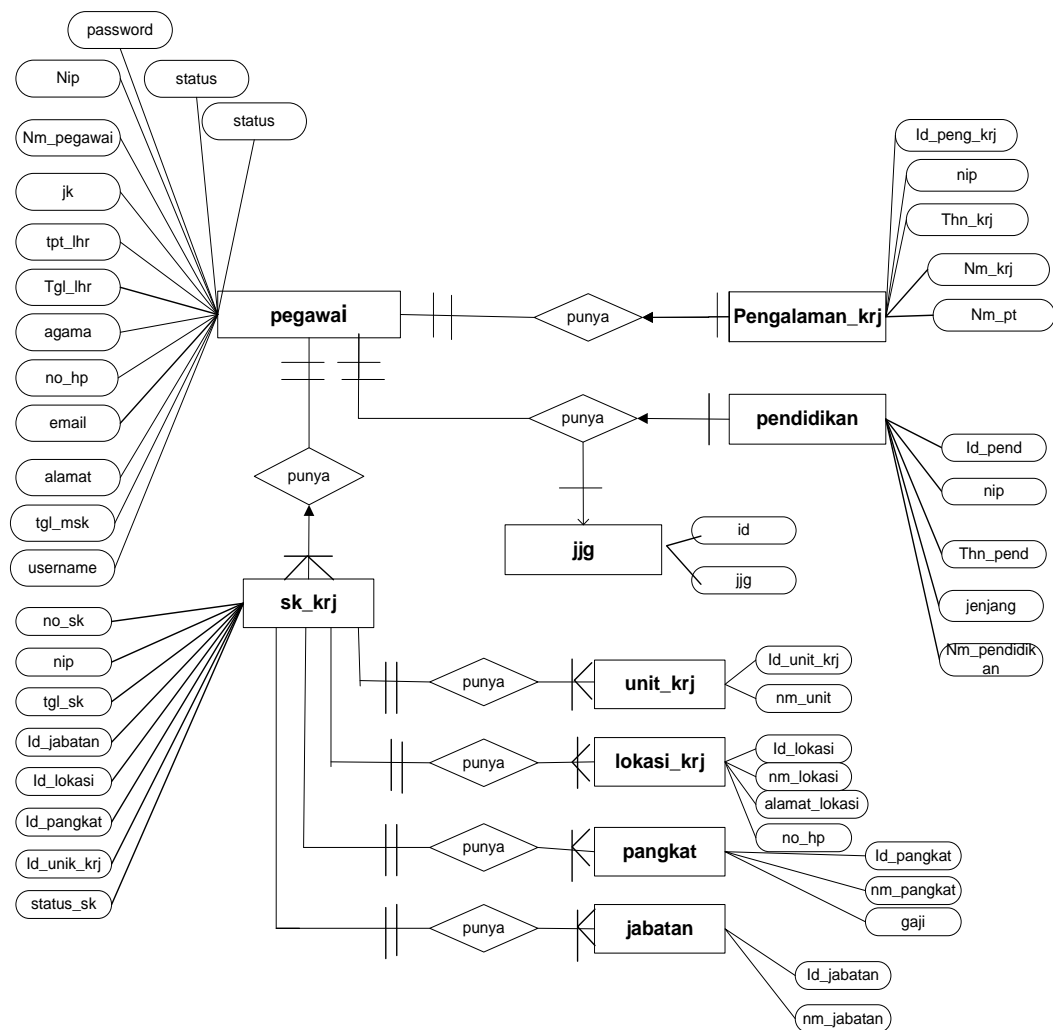 password
Nip
status
status
Nm_pegawai
jk
tpt_lhr
Tgl_lhr
agama
no_hp
email
alamat
tgl_msk
username
pegawai
punya
Pengalaman_krj
Id_peng_krj
nip
Thn_krj
Nm_krj
Nm_pt
punya
pendidikan
Id_pend
nip
Thn_pend
jenjang
Nm_pendidik
an
punya
jjg
id
jjg
sk_krj
no_sk
nip
tgl_sk
Id_jabatan
Id_lokasi
Id_pangkat
Id_unik_krj
status_sk
punya
unit_krj
Id_unit_krj
nm_unit
punya
lokasi_krj
Id_lokasi
nm_lokasi
alamat_lokasi
no_hp
punya
pangkat
Id_pangkat
nm_pangkat
gaji
punya
jabatan
Id_jabatan
nm_jabatan